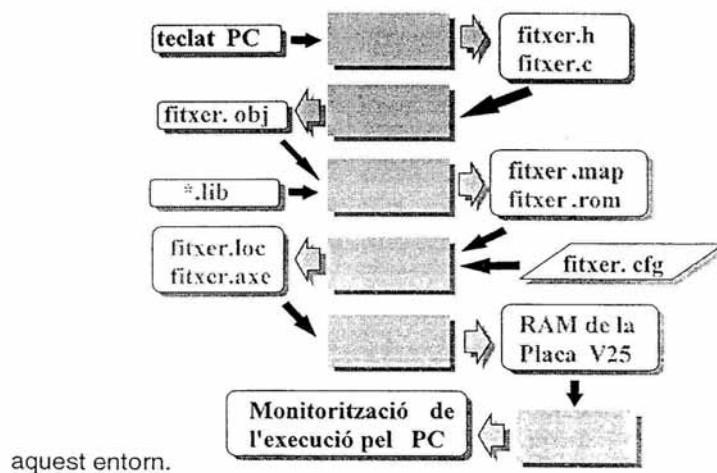 teclat PC
fitxer.h
fitxer.c
fitxer. obj
*.lib
fitxer .map
fitxer .rom
fitxer.loc
fitxer.axe
fitxer. cfg
RAM de la
Placa V25
Monitorització de
l'execució pel PC
aquest entorn.